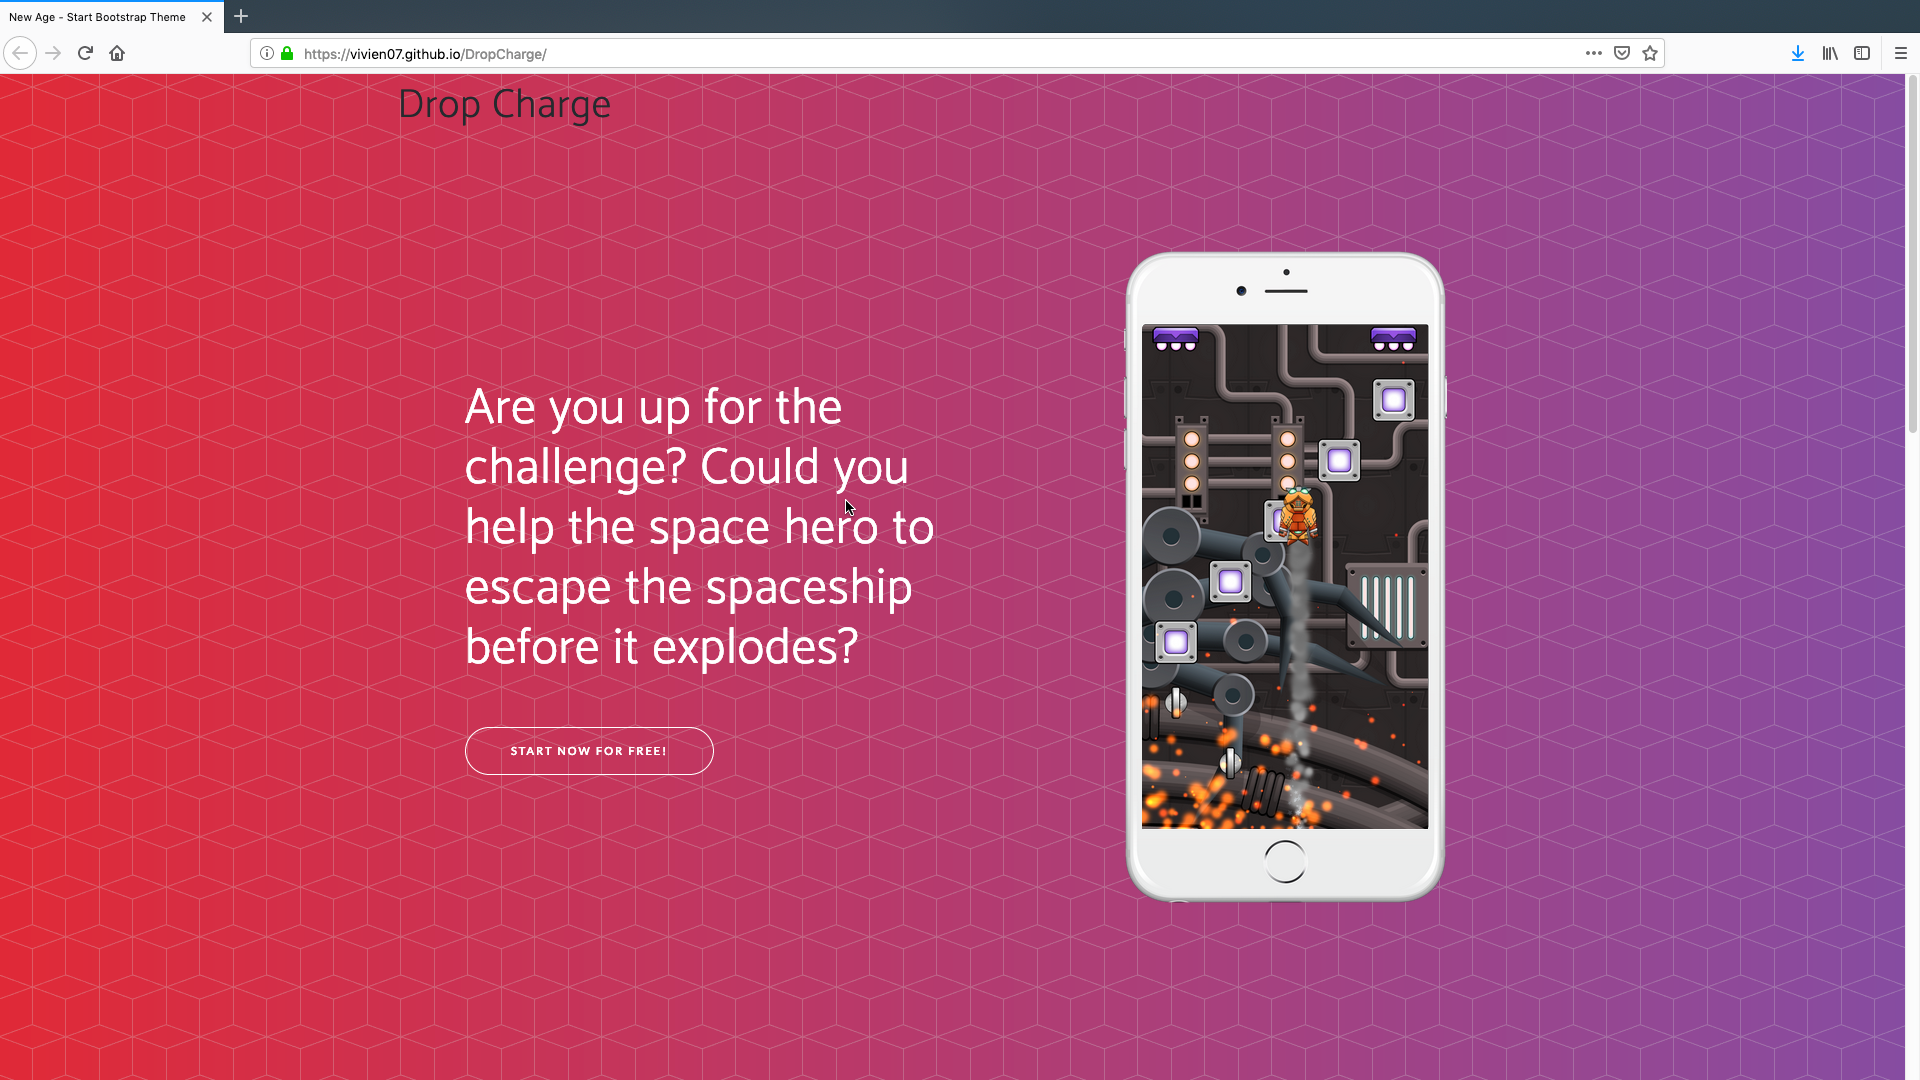 New Age - Start Bootstrap Theme
https://vivien07.github.io/DropCharge/
Drop Charge
Are you up for the
challenge? Could you
help the space hero to
escape the spaceship
before it explodes?
START NOW FOR FREE!